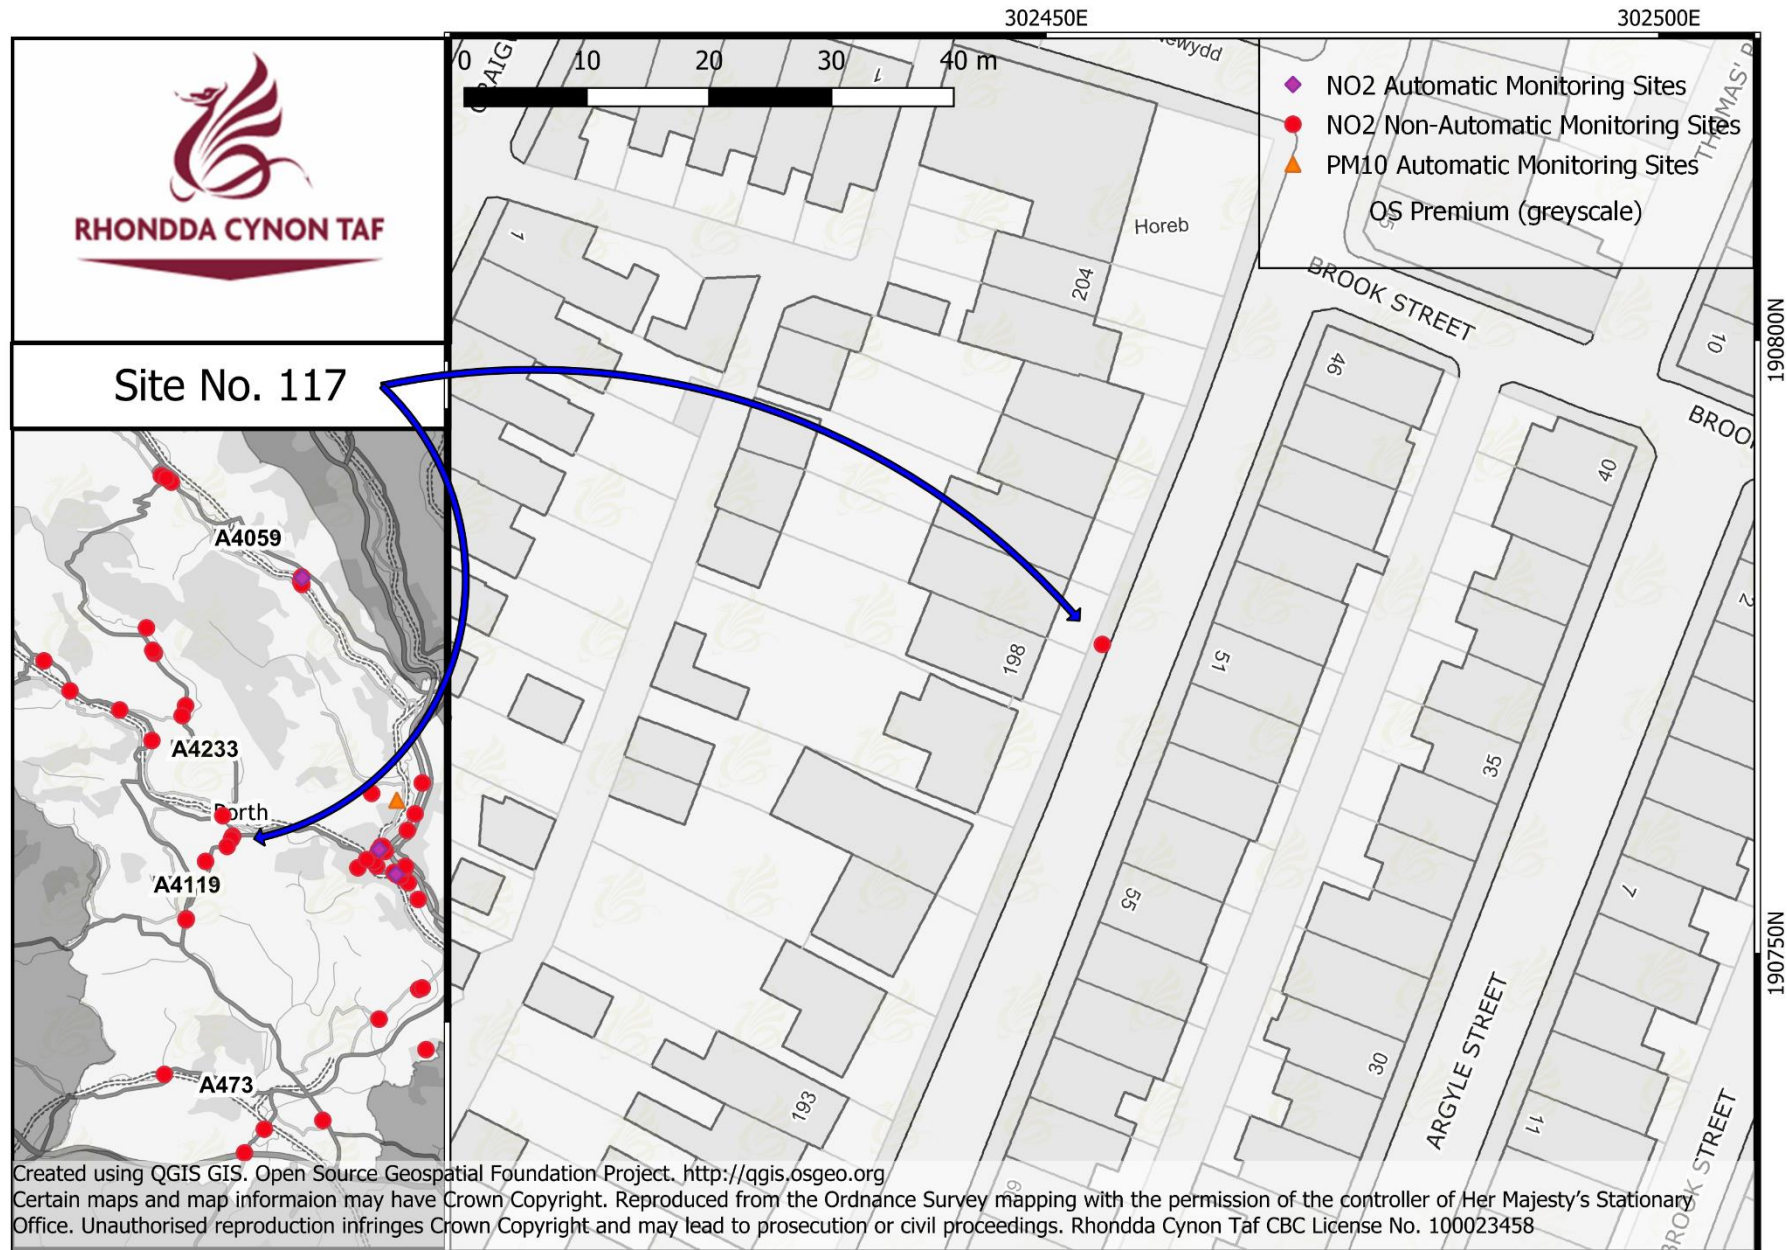 302450E
302500E
RHONDDA CYNON TAF
Site No. 117
0 10 20 30 40 m
NO2 Automatic Monitoring Sites
NO2 Non-Automatic Monitoring Sites
PM10 Automatic Monitoring Sites
OS Premium (greyscale)
THOMAS' P
1
Horeb
204
BROOK STREET
190800N
1
46
10
40
BROO
2
51
198
35
55
7
190750N
30
ARGYLE STREET
193
11
BROOK STREET
A4059
A4233
Porth
A4119
A473
Created using QGIS GIS. Open Source Geospatial Foundation Project. http://qgis.osgeo.org
Certain maps and map informaion may have Crown Copyright. Reproduced from the Ordnance Survey mapping with the permission of the controller of Her Majesty's Stationary
Office. Unauthorised reproduction infringes Crown Copyright and may lead to prosecution or civil proceedings. Rhondda Cynon Taf CBC License No. 100023458